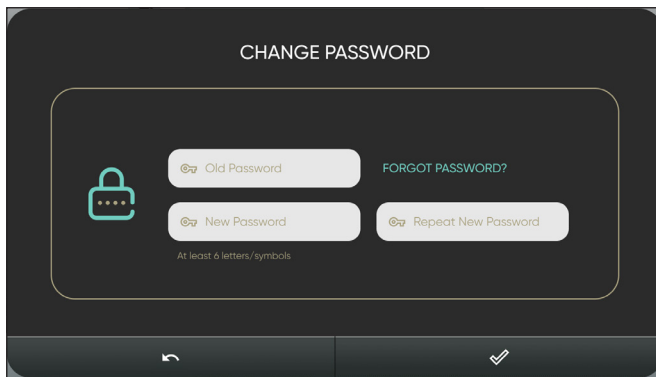 CHANGE PASSWORD
Old Password
FORGOT PASSWORD?
New Password
Repeat New Password
At least 6 letters/symbols